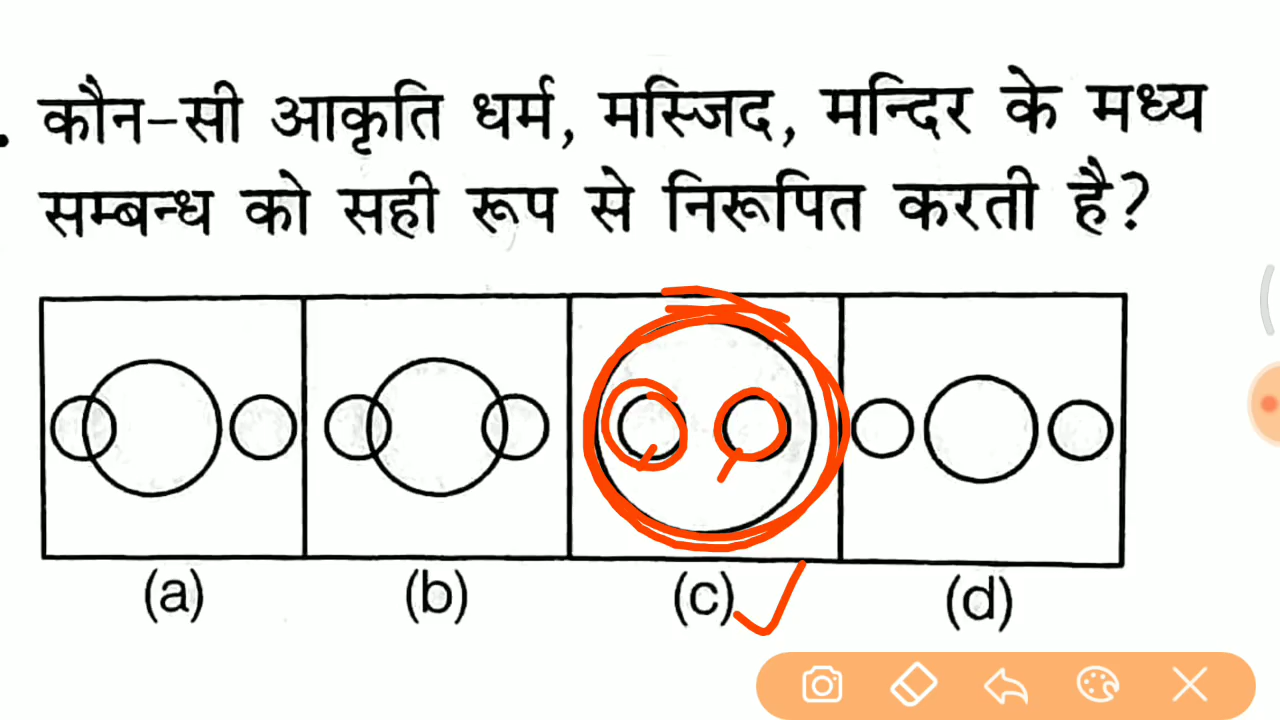 . कौन-सी आकृति धर्म, मस्जिद, मन्दिर के मध्य
सम्बन्ध को सही रूप से निरूपित करती है?
(a) (b) (c) (d)